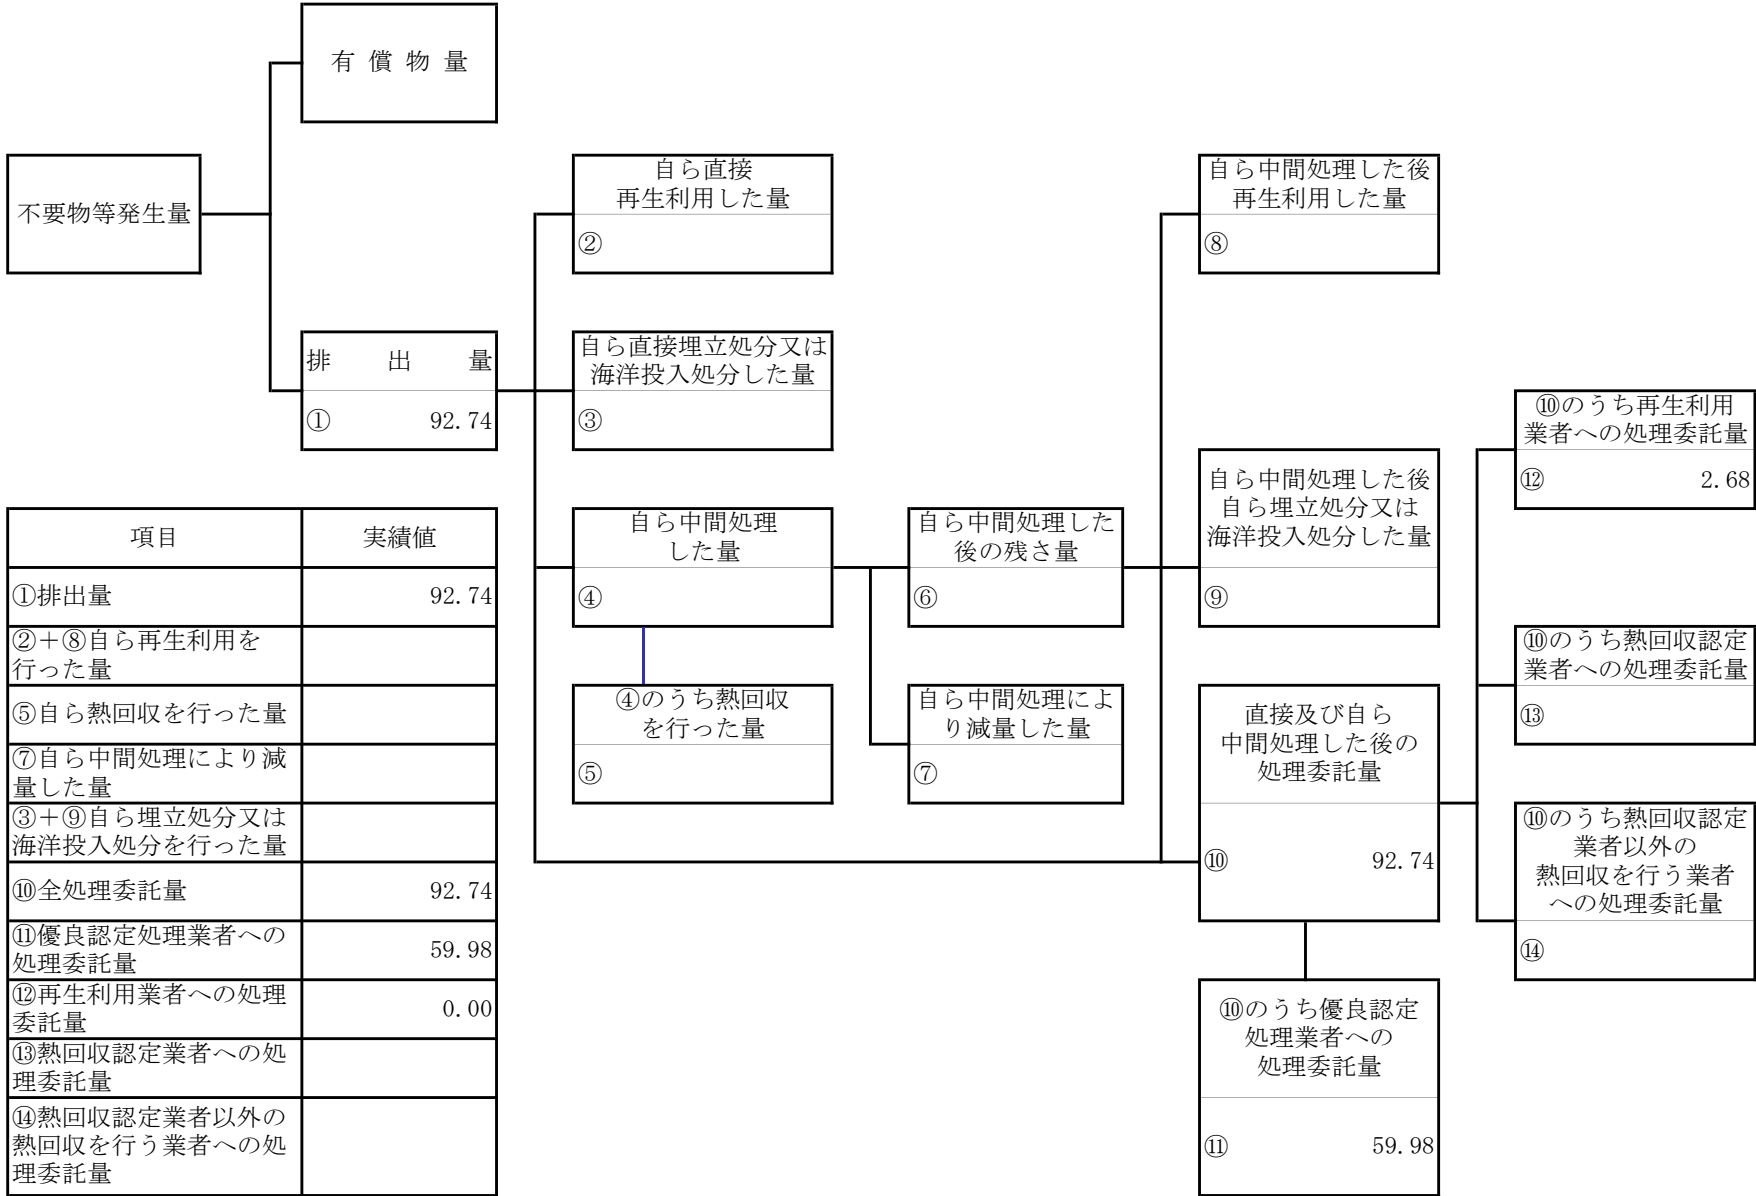 有 償 物 量
不要物等発生量
排 出 量
① 92.74
自ら直接
再生利用した量
②
自ら直接埋立処分又は
海洋投入処分した量
③
自ら中間処理
した量
④
④のうち熱回収
を行った量
⑤
自ら中間処理した
後の残さ量
⑥
自ら中間処理によ
り減量した量
⑦
自ら中間処理した後
再生利用した量
⑧
自ら中間処理した後
自ら埋立処分又は
海洋投入処分した量
⑨
直接及び自ら
中間処理した後の
処理委託量
⑩ 92.74
⑩のうち優良認定
処理業者への
処理委託量
⑪ 59.98
⑩のうち再生利用
業者への処理委託量
⑫ 2.68
⑩のうち熱回収認定
業者への処理委託量
⑬
⑩のうち熱回収認定
業者以外の
熱回収を行う業者
への処理委託量
⑭
項目 実績値
①排出量 92.74
②＋⑧自ら再生利用を
行った量
⑤自ら熱回収を行った量
⑦自ら中間処理により減
量した量
③＋⑨自ら埋立処分又は
海洋投入処分を行った量
⑩全処理委託量 92.74
⑪優良認定処理業者への
処理委託量 59.98
⑫再生利用業者への処理
委託量 0.00
⑬熱回収認定業者への処
理委託量
⑭熱回収認定業者以外の
熱回収を行う業者への処
理委託量